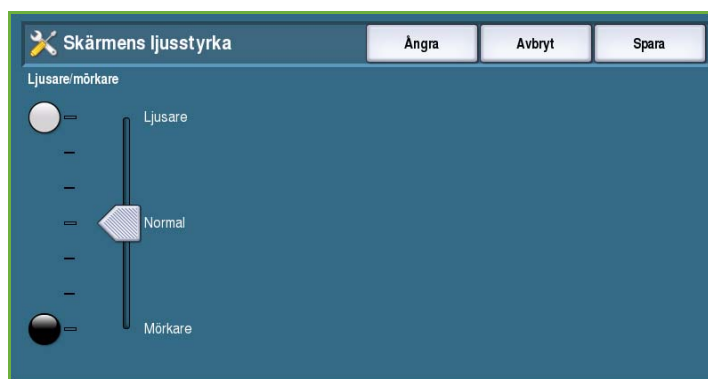 Skärmens ljusstyrka
Ångra
Avbryt
Spara
Ljusare/mörkare
Ljusare
Normal
Mörkare